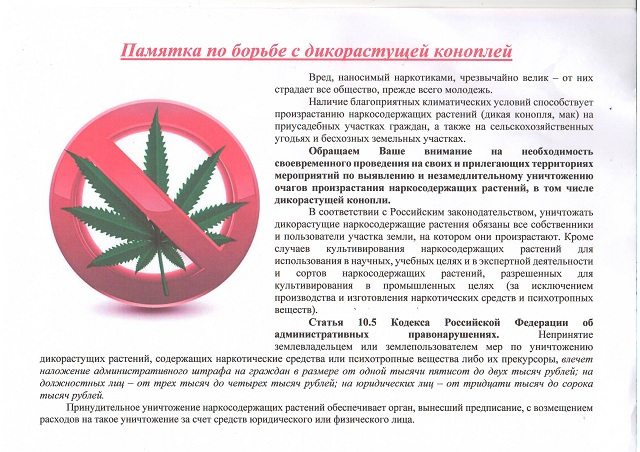 Памятка по борьбе с дикорастущей коноплей
Вред, наносимый наркотиками, чрезвычайно велик – от них
страдает все общество, прежде всего молодежь.
Наличие благоприятных климатических условий способствует
произрастанию наркосодержащих растений (дикая конопля, мак) на
приусадебных участках граждан, а также на сельскохозяйственных
угодьях и бесхозных земельных участках.
Обращаем Ваше внимание на необходимость
своевременного проведения на своих и прилегающих территориях
мероприятий по выявлению и незамедлительному уничтожению
очагов произрастания наркосодержащих растений, в том числе
дикорастущей конопли.
В соответствии с Российским законодательством, уничтожать
дикорастущие наркосодержащие растения обязаны все собственники
и пользователи участка земли, на котором они произрастают. Кроме
случаев культивирования наркосодержащих растений для
использования в научных, учебных целях и в экспертной деятельности
и сортов наркосодержащих растений, разрешенных для
культивирования в промышленных целях (за исключением
производства и изготовления наркотических средств и психотропных
веществ).
Статья 10.5 Кодекса Российской Федерации об
административных правонарушениях. Непринятие
землевладельцем или землепользователем мер по уничтожению
дикорастущих растений, содержащих наркотические средства или психотропные вещества либо их прекурсоры, влечет
наложение административного штрафа на граждан в размере от одной тысячи пятисот до двух тысяч рублей; на
должностных лиц – от трех тысяч до четырех тысяч рублей; на юридических лиц – от тридцати тысяч до сорока
тысяч рублей.
Принудительное уничтожение наркосодержащих растений обеспечивает орган, вынесший предписание, с возмещением
расходов на такое уничтожение за счет средств юридического или физического лица.